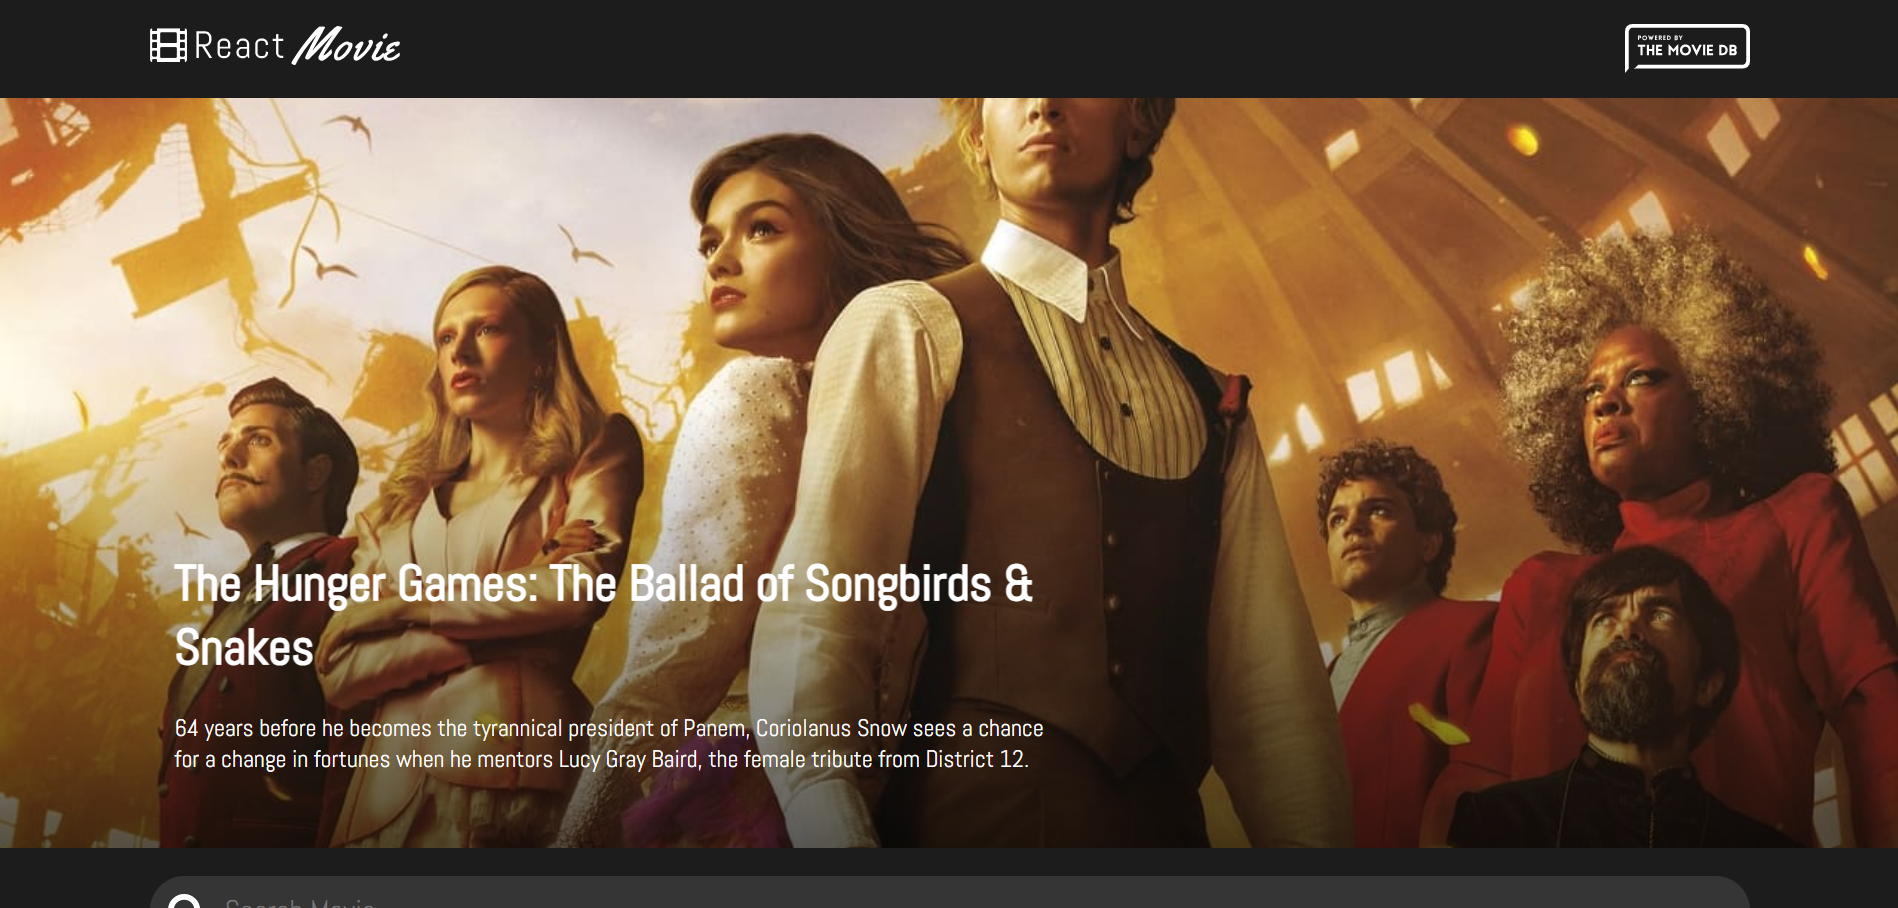 React Movie
POWERED BY
THE MOVIE DB
The Hunger Games: The Ballad of Songbirds &
Snakes
64 years before he becomes the tyrannical president of Panem, Coriolanus Snow sees a chance
for a change in fortunes when he mentors Lucy Gray Baird, the female tribute from District 12.
Search Movie